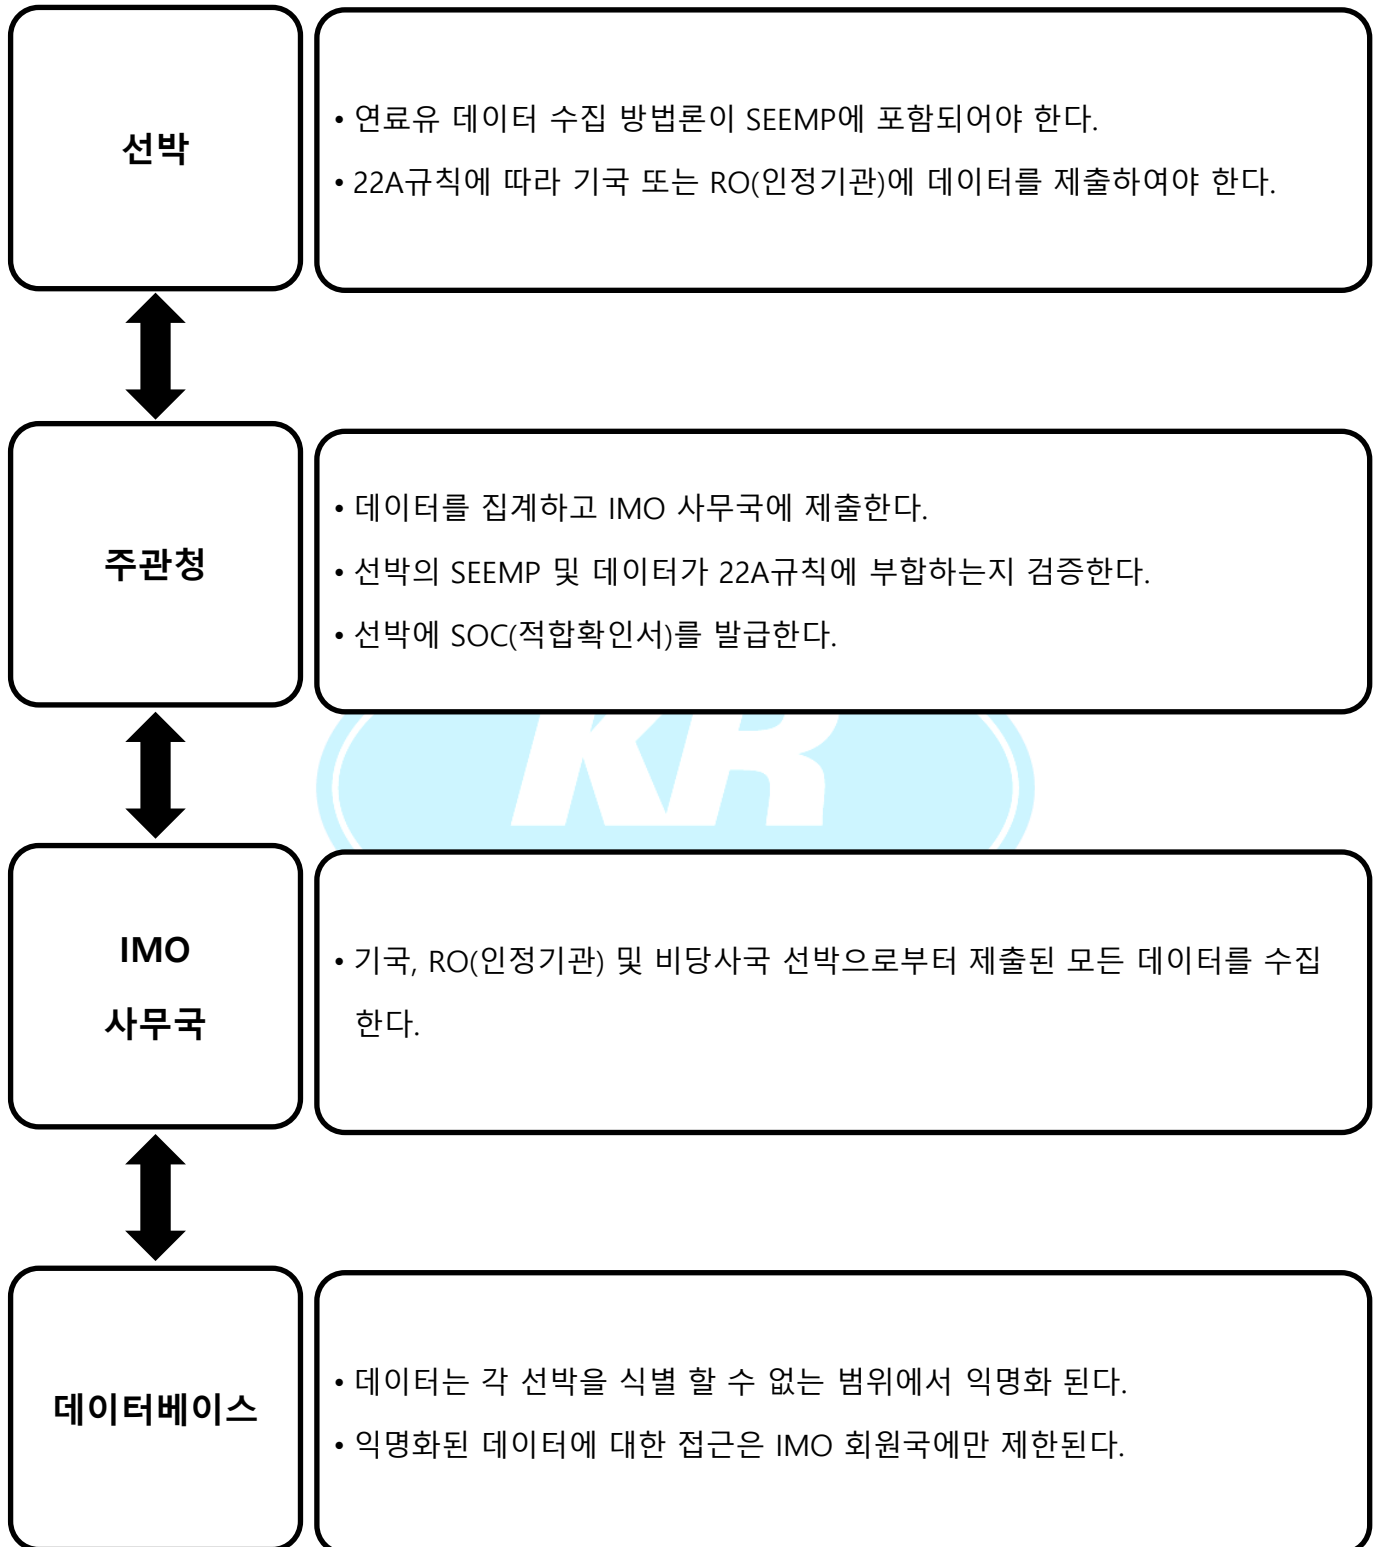 선박
• 연료유 데이터 수집 방법론이 SEEMP에 포함되어야 한다.
• 22A규칙에 따라 기국 또는 RO(인정기관)에 데이터를 제출하여야 한다.
주관청
• 데이터를 집계하고 IMO 사무국에 제출한다.
• 선박의 SEEMP 및 데이터가 22A규칙에 부합하는지 검증한다.
• 선박에 SOC(적합확인서)를 발급한다.
KR
IMO
사무국
• 기국, RO(인정기관) 및 비당사국 선박으로부터 제출된 모든 데이터를 수집
한다.
데이터베이스
• 데이터는 각 선박을 식별 할 수 없는 범위에서 익명화 된다.
• 익명화된 데이터에 대한 접근은 IMO 회원국에만 제한된다.